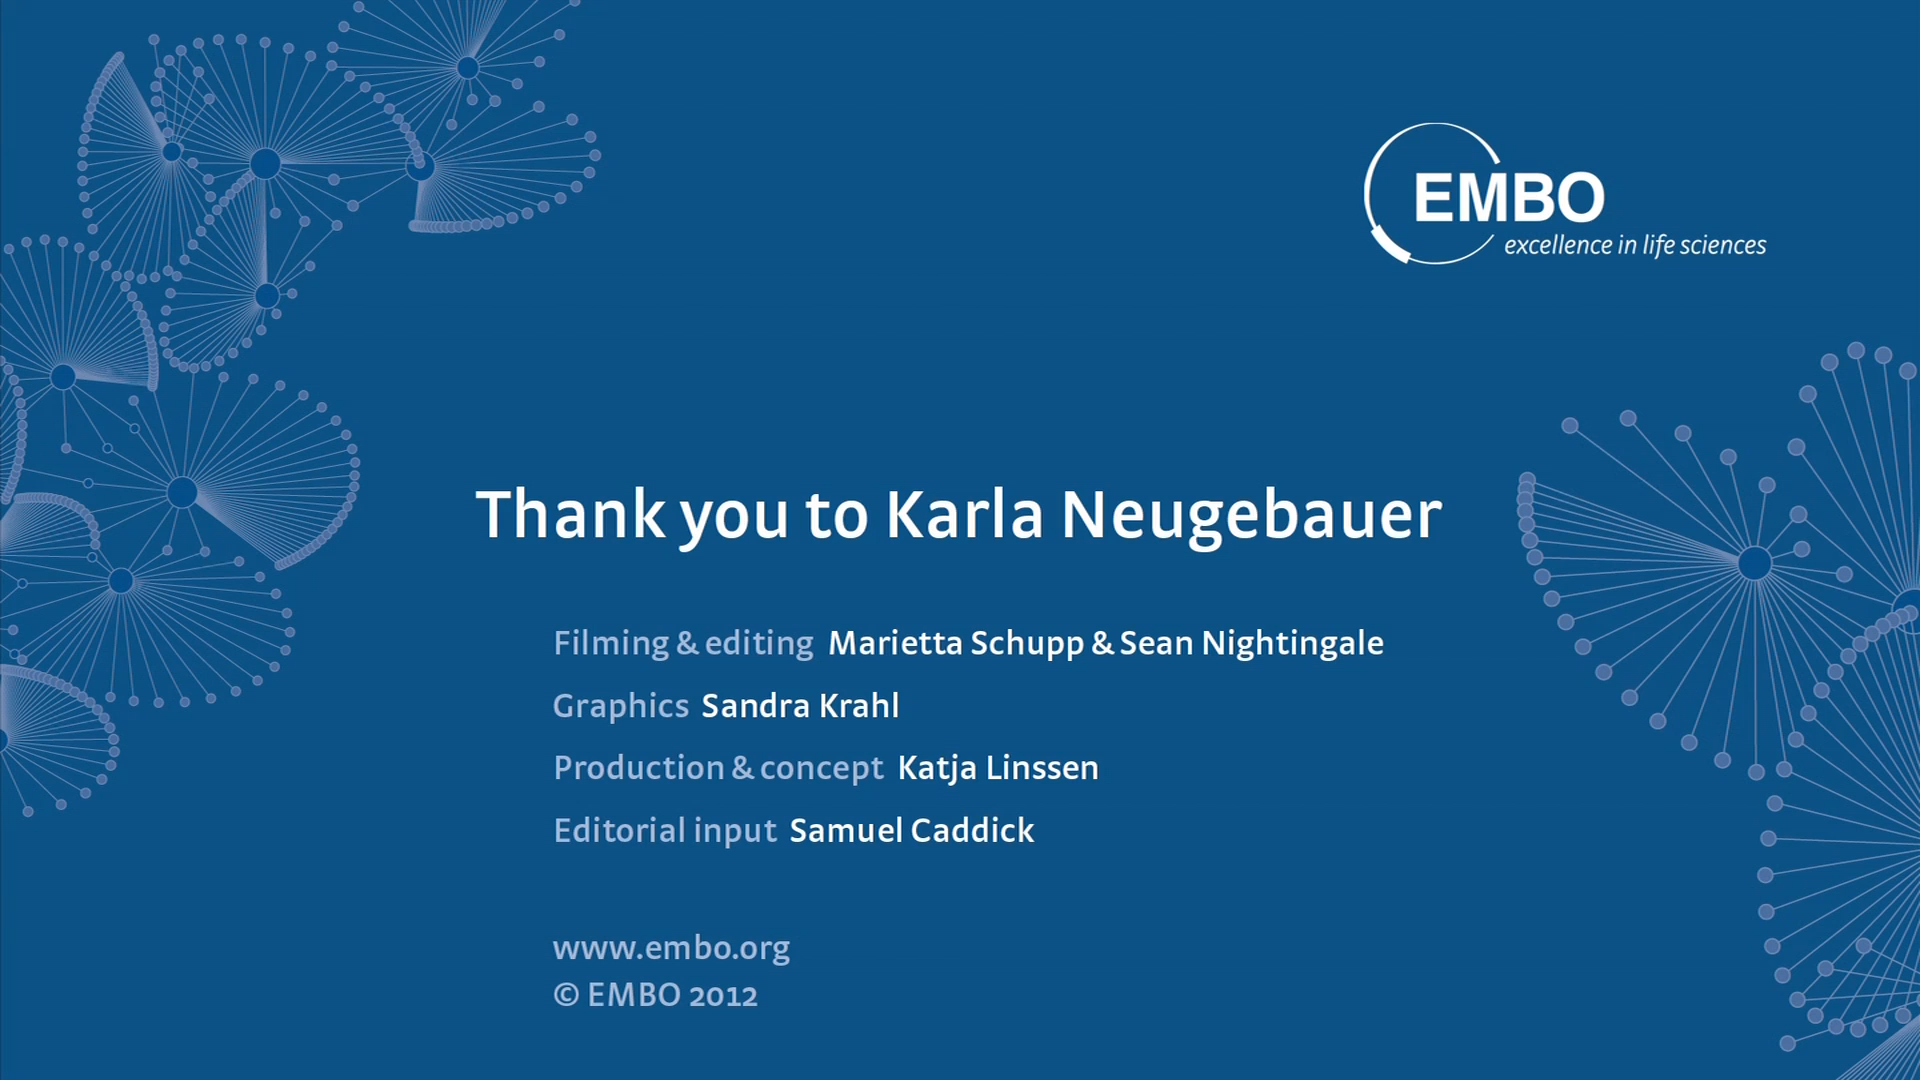 EMBO
excellence in life sciences
Thank you to Karla Neugebauer
Filming & editing Marietta Schupp & Sean Nightingale
Graphics Sandra Krahl
Production & concept Katja Linssen
Editorial input Samuel Caddick
www.embo.org
© EMBO 2012